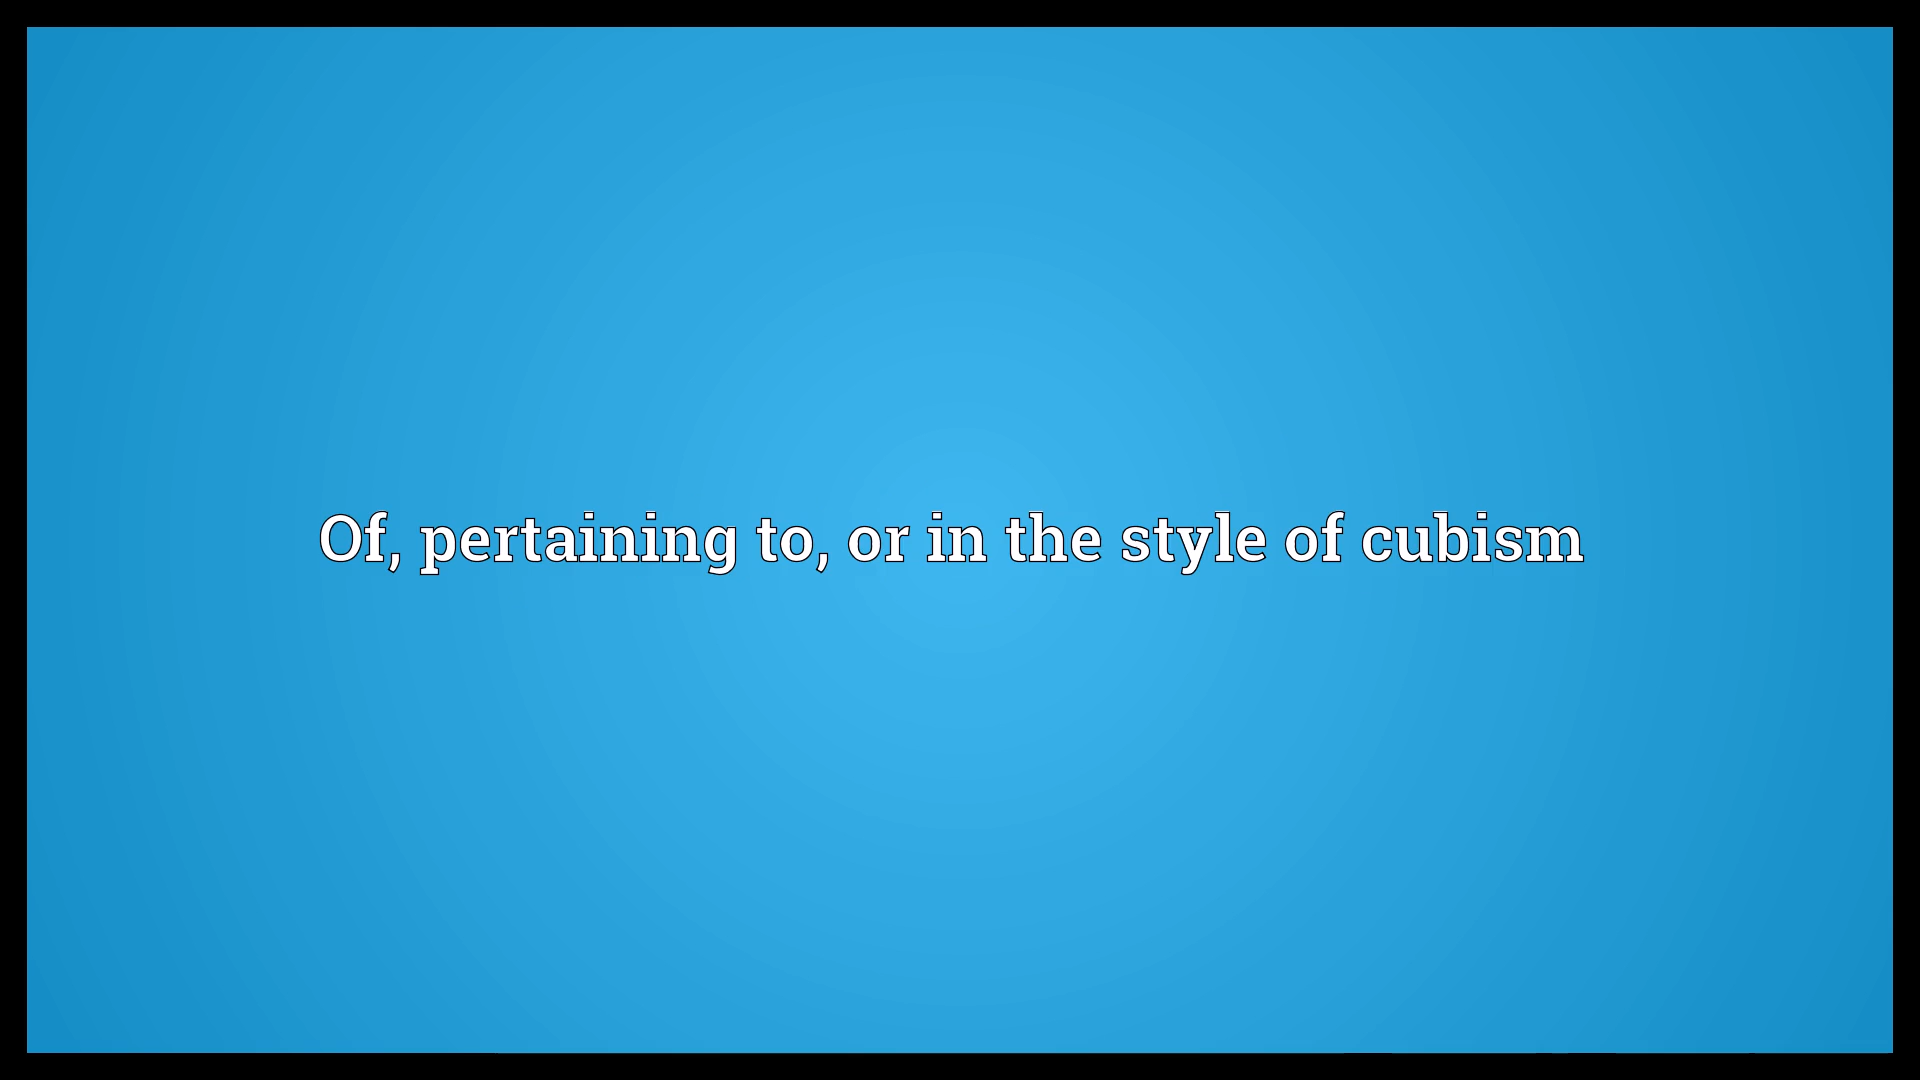 Of, pertaining to, or in the style of cubism